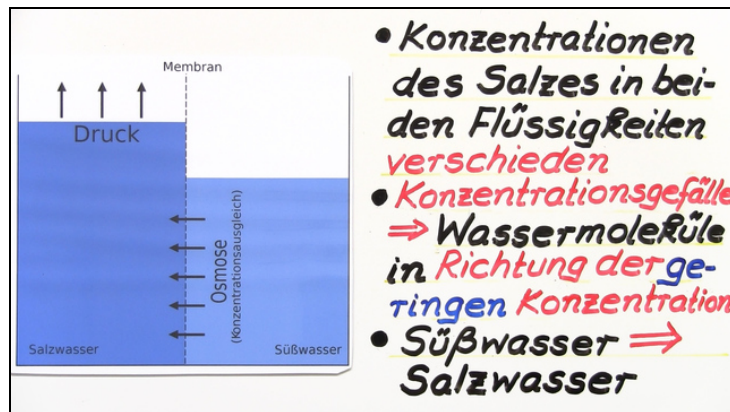 Membran
Druck
Osmose
(Konzentrationsausgleich)
Salzwasser
Süßwasser
• Konzentrationen
des Salzes in bei-
den Flüssigkeiten
verschieden
• Konzentrationsgefälle
⇒ Wassermoleküle
in Richtung der ge-
ringen Konzentration
• Süßwasser ⇒
Salzwasser